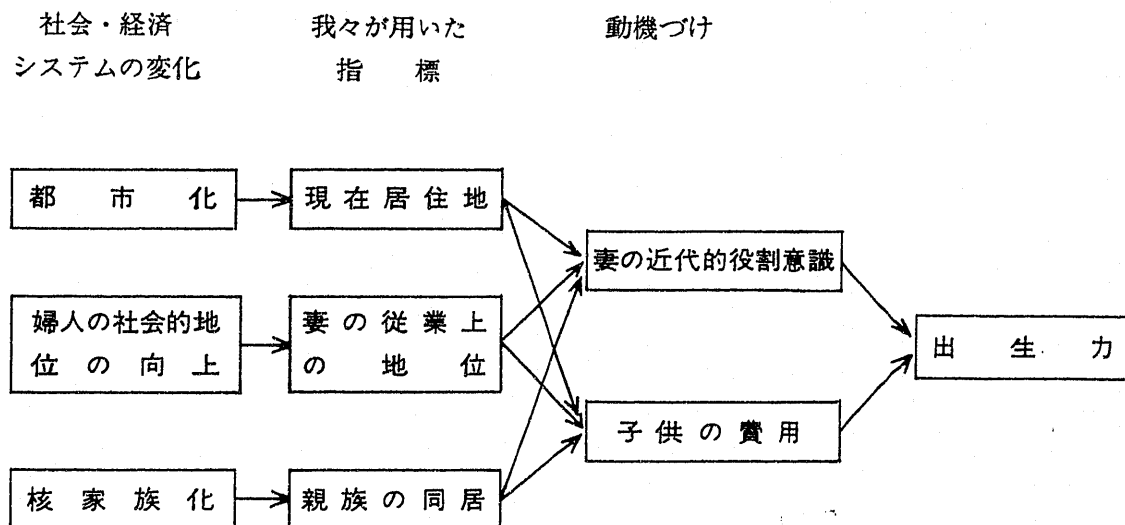 社会・経済
システムの変化
我々が用いた
指標
動機づけ
都市化
現在居住地
妻の近代的役割意識
婦人の社会的地
位の向上
妻の従業上
の地位
出生力
子供の費用
核家族化
親族の同居